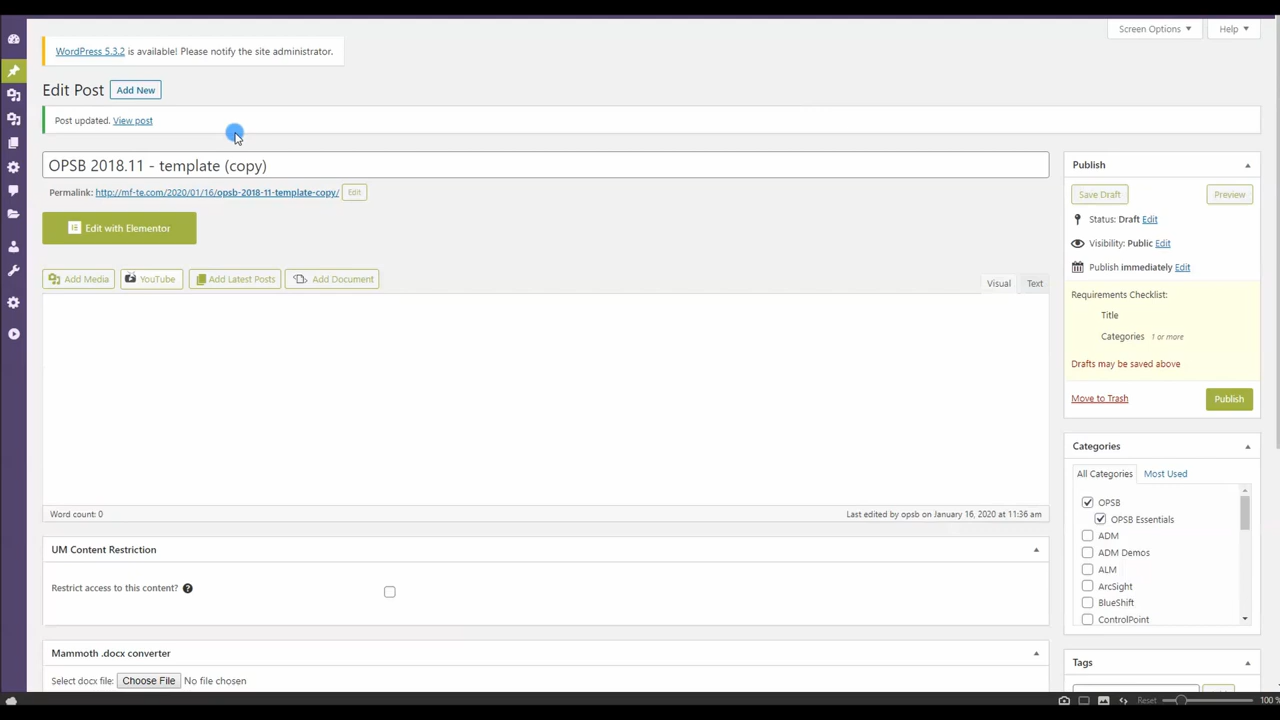 Screen Options
Help
WordPress 5.3.2 is available! Please notify the site administrator.
Edit Post
Add New
Post updated. View post
OPSB 2018.11 - template (copy)
Permalink: http://mf-te.com/2020/01/16/opsb-2018-11-template-copy/
Edit
Edit with Elementor
Add Media
YouTube
Add Latest Posts
Add Document
Visual
Text
Word count: 0
Last edited by opsb on January 16, 2020 at 11:36 am
UM Content Restriction
Restrict access to this content?
Mammoth .docx converter
Select docx file:
Choose File
No file chosen
Publish
Save Draft
Preview
Status: Draft Edit
Visibility: Public Edit
Publish immediately Edit
Requirements Checklist:
Title
Categories 1 or more
Drafts may be saved above
Move to Trash
Publish
Categories
All Categories
Most Used
OPSB
OPSB Essentials
ADM
ADM Demos
ALM
ArcSight
BlueShift
ControlPoint
Tags
Reset
100 %